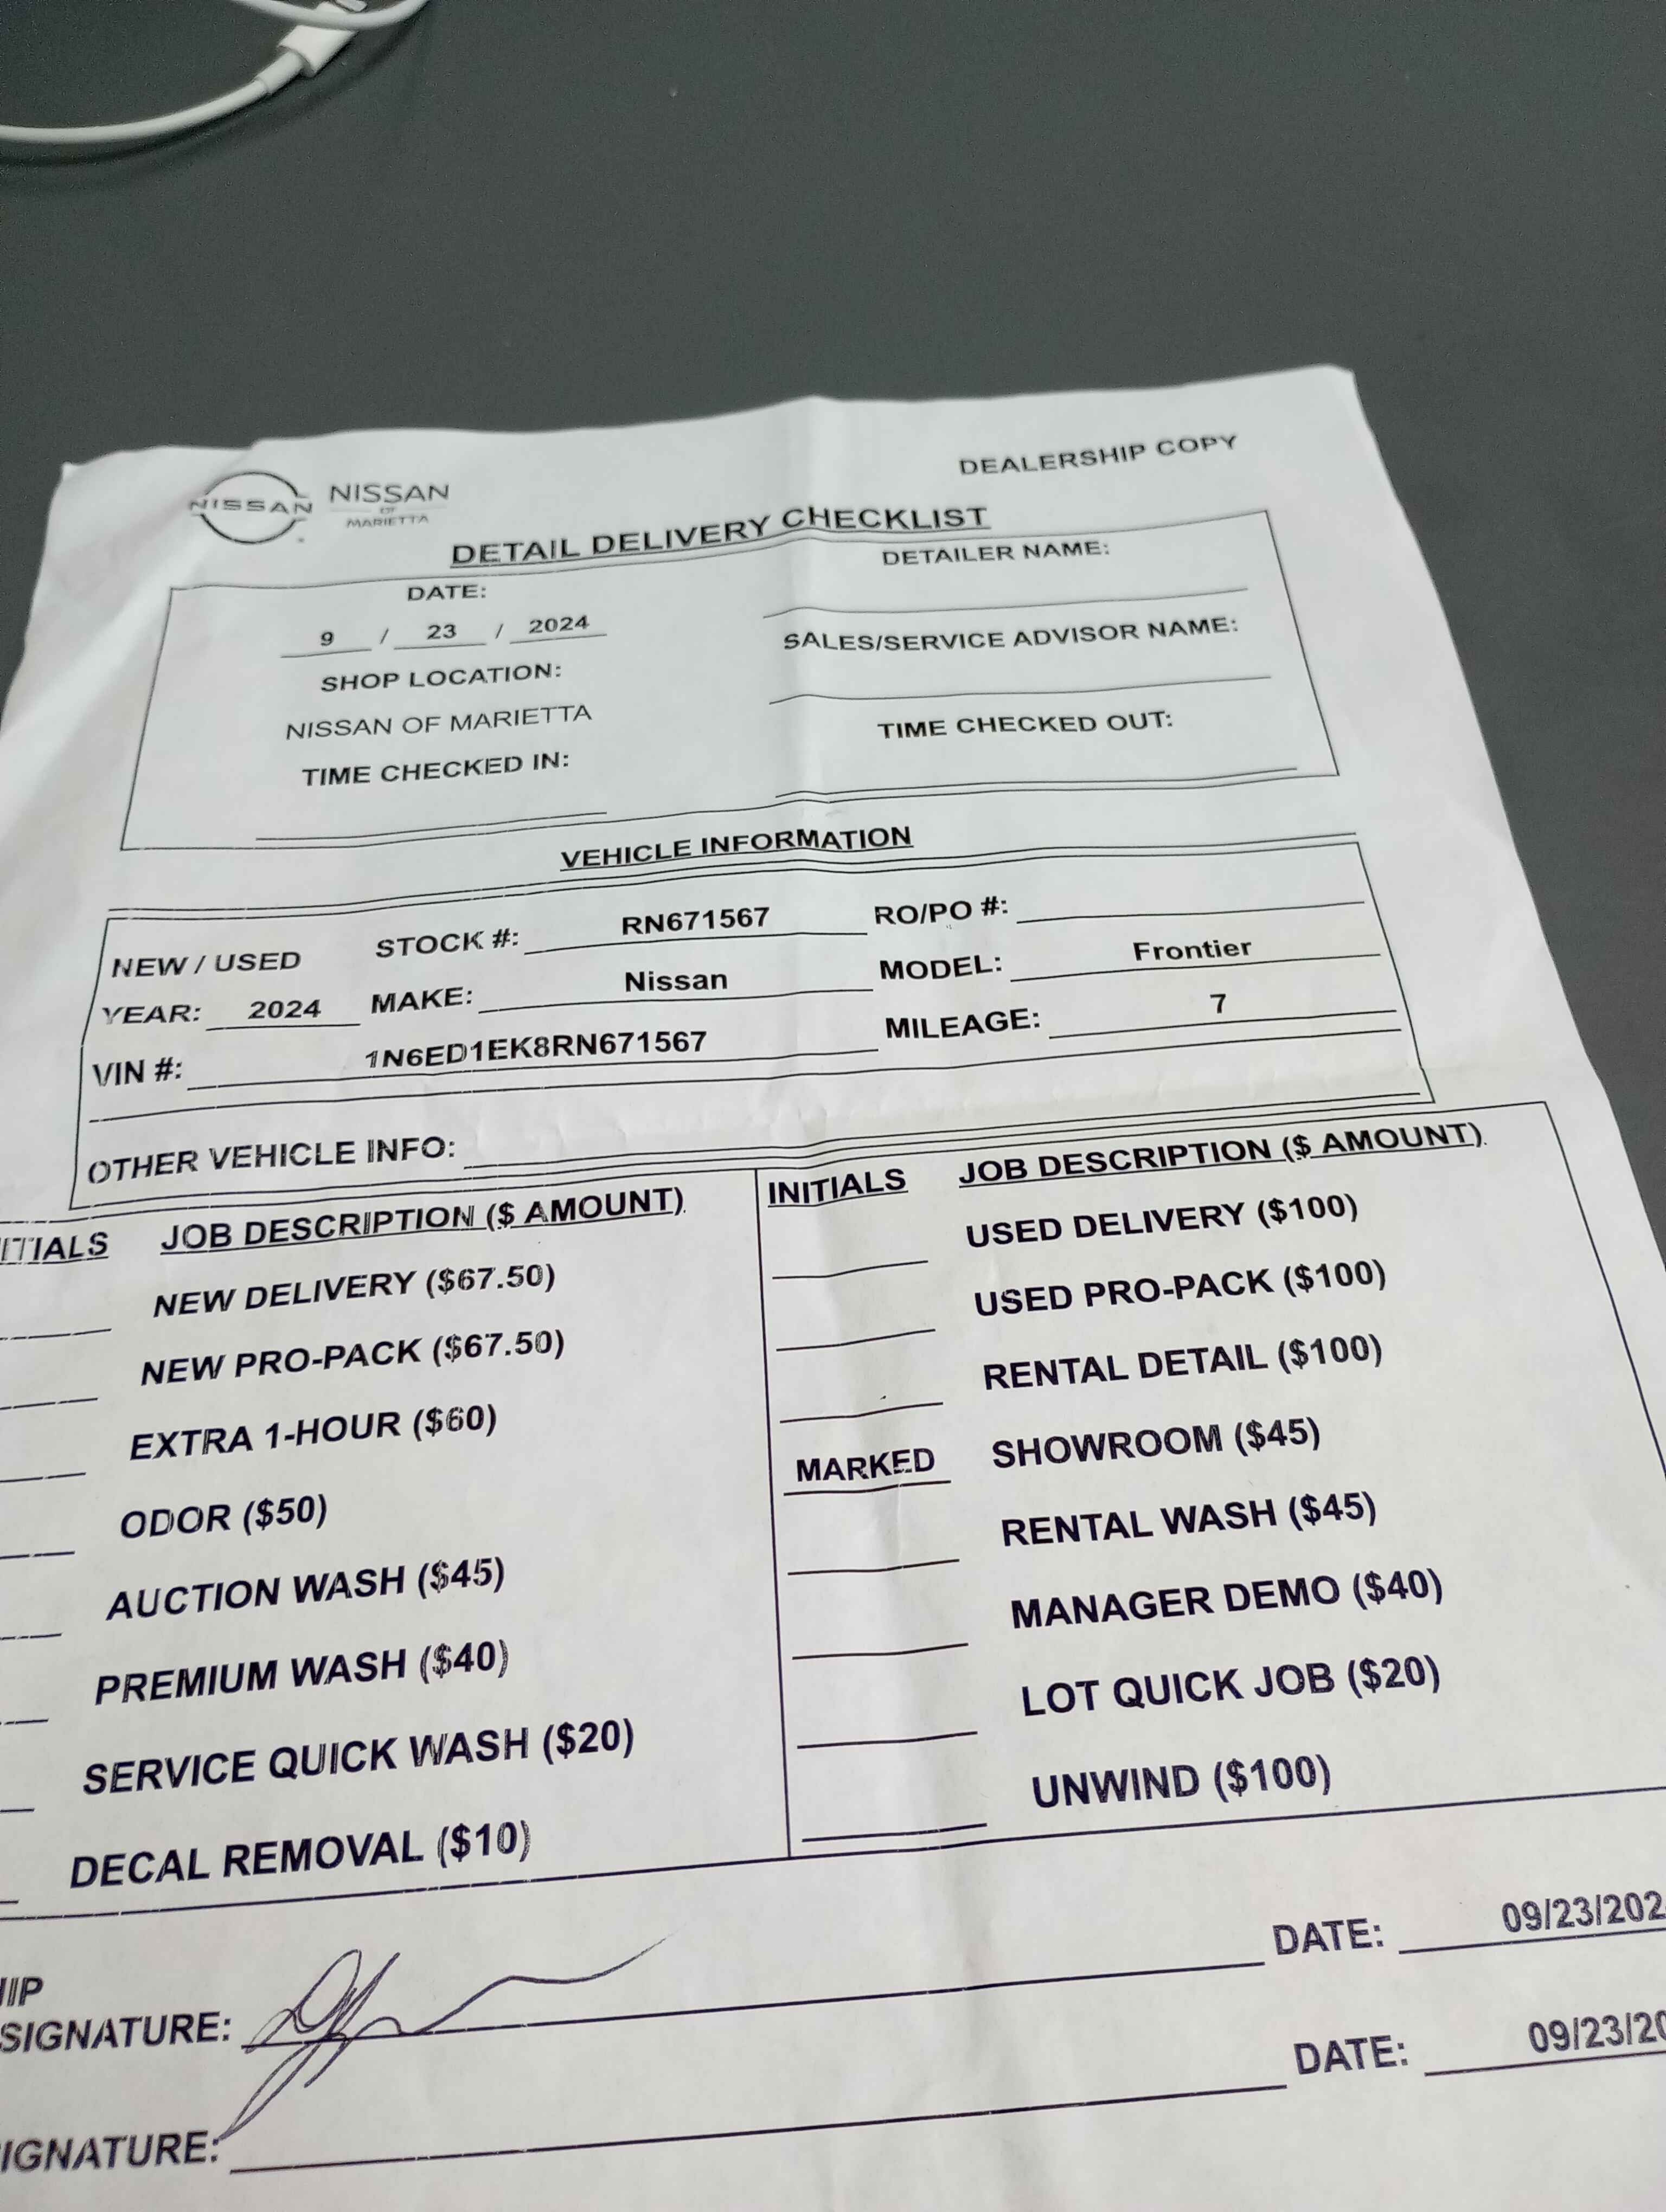 DEALERSHIP COPY
NISSAN
NISSAN
OF
MARIETTA
DETAIL DELIVERY CHECKLIST
DATE:
9 / 23 / 2024
SHOP LOCATION:
NISSAN OF MARIETTA
TIME CHECKED IN:
DETAILER NAME:
SALES/SERVICE ADVISOR NAME:
TIME CHECKED OUT:
VEHICLE INFORMATION
NEW / USED STOCK #: RN671567 RO/PO #:
YEAR: 2024 MAKE: Nissan MODEL: Frontier
VIN #: 1N6ED1EK8RN671567 MILEAGE: 7
OTHER VEHICLE INFO:
ITIALS JOB DESCRIPTION ($ AMOUNT)
NEW DELIVERY ($67.50)
NEW PRO-PACK ($67.50)
EXTRA 1-HOUR ($60)
ODOR ($50)
AUCTION WASH ($45)
PREMIUM WASH ($40)
SERVICE QUICK WASH ($20)
DECAL REMOVAL ($10)
INITIALS JOB DESCRIPTION ($ AMOUNT)
USED DELIVERY ($100)
USED PRO-PACK ($100)
RENTAL DETAIL ($100)
MARKED SHOWROOM ($45)
RENTAL WASH ($45)
MANAGER DEMO ($40)
LOT QUICK JOB ($20)
UNWIND ($100)
HIP
SIGNATURE: DATE: 09/23/202
IGNATURE: DATE: 09/23/20